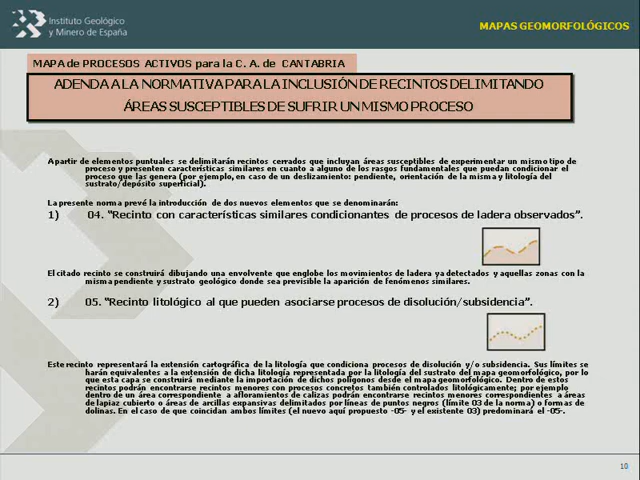 Instituto Geológico
y Minero de España
MAPAS GEOMORFOLÓGICOS
MAPA de PROCESOS ACTIVOS para la C. A. de CANTABRIA
ADENDA A LA NORMATIVA PARA LA INCLUSIÓN DE RECINTOS DELIMITANDO
ÁREAS SUSCEPTIBLES DE SUFRIR UN MISMO PROCESO
A partir de elementos puntuales se delimitarán recintos cerrados que incluyan áreas susceptibles de experimentar un mismo tipo de
proceso y presenten características similares en cuanto a alguno de los rasgos fundamentales que puedan condicionar el
proceso que las genera (por ejemplo, en caso de un deslizamiento: pendiente, orientación de la misma y litología del
sustrato/depósito superficial).
La presente norma prevé la introducción de dos nuevos elementos que se denominarán:
1) 04. "Recinto con características similares condicionantes de procesos de ladera observados".
El citado recinto se construirá dibujando una envolvente que englobe los movimientos de ladera ya detectados y aquellas zonas con la
misma pendiente y sustrato geológico donde sea previsible la aparición de fenómenos similares.
2) 05. "Recinto litológico al que pueden asociarse procesos de disolución/subsidencia".
Este recinto representará la extensión cartográfica de la litología que condiciona procesos de disolución y/o subsidencia. Sus límites se
harán equivalentes a la extensión de dicha litología representada por la litología del sustrato del mapa geomorfológico, por lo
que esta capa se construirá mediante la importación de dichos polígonos desde el mapa geomorfológico. Dentro de estos
recintos podrán encontrarse recintos menores con procesos concretos también controlados litológicamente; por ejemplo
dentro de un área correspondiente a afloramientos de calizas podrán encontrarse recintos menores correspondientes a áreas
de lapiaz cubierto o áreas de arcillas expansivas delimitados por líneas de puntos negros (límite 03 de la norma) o formas de
dolinas. En el caso de que coincidan ambos límites (el nuevo aquí propuesto -05- y el existente 03) predominará el -05-.
10